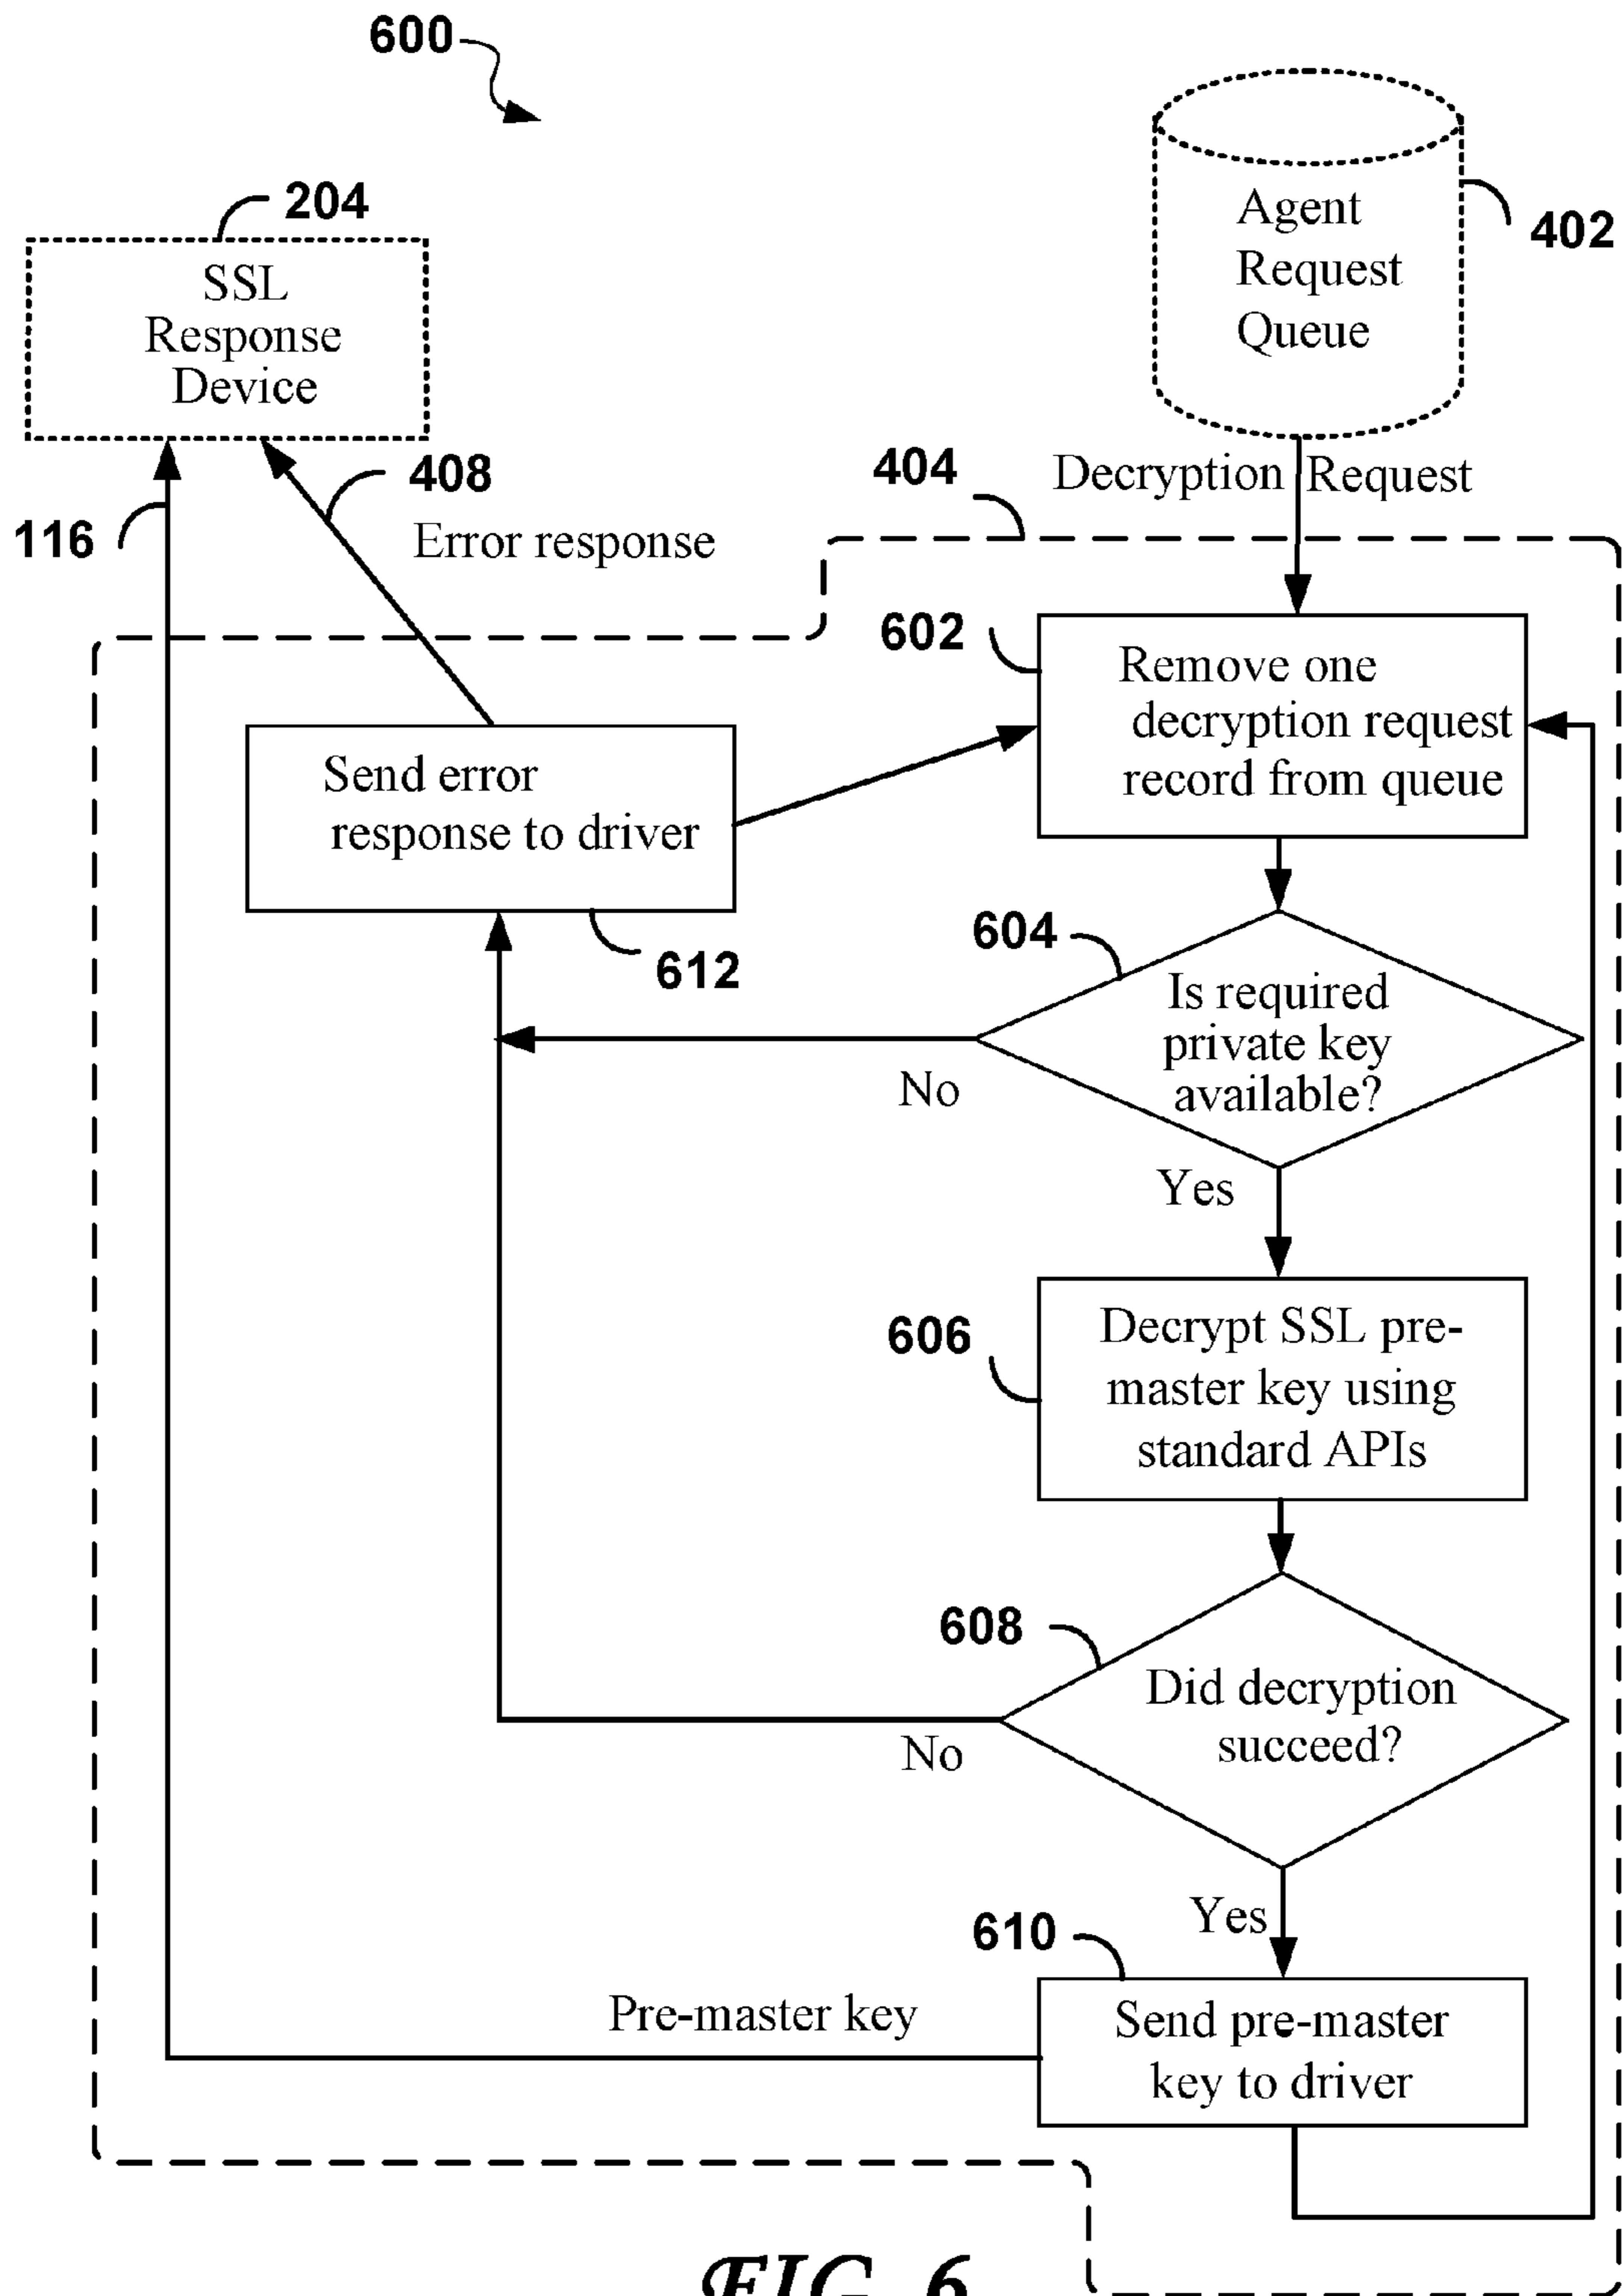 600
204
SSL
Response
Device
Agent
Request
Queue
402
408
Error response
116
404
Decryption Request
602
Remove one
decryption request
record from queue
Send error
response to driver
612
604
Is required
private key
available?
No
Yes
606
Decrypt SSL pre-
master key using
standard APIs
608
Did decryption
succeed?
No
Yes
610
Pre-master key
Send pre-master
key to driver
FIG. 6